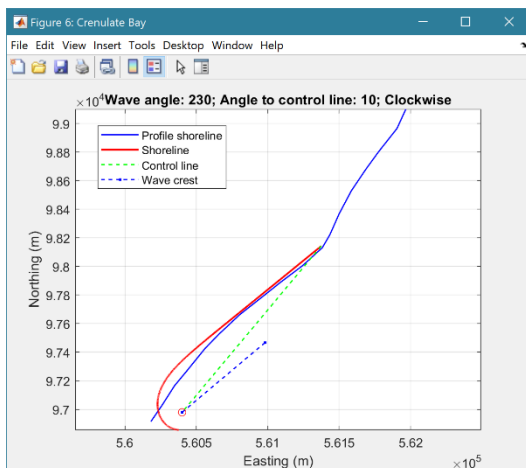 Figure 6: Crenulate Bay
File Edit View Insert Tools Desktop Window Help
×10⁴ Wave angle: 230; Angle to control line: 10; Clockwise
9.9
9.88
9.86
9.84
9.82
9.8
9.78
9.76
9.74
9.72
9.7
Northing (m)
Profile shoreline
Shoreline
Control line
Wave crest
5.6 5.605 5.61 5.615 5.62
Easting (m) ×10⁵